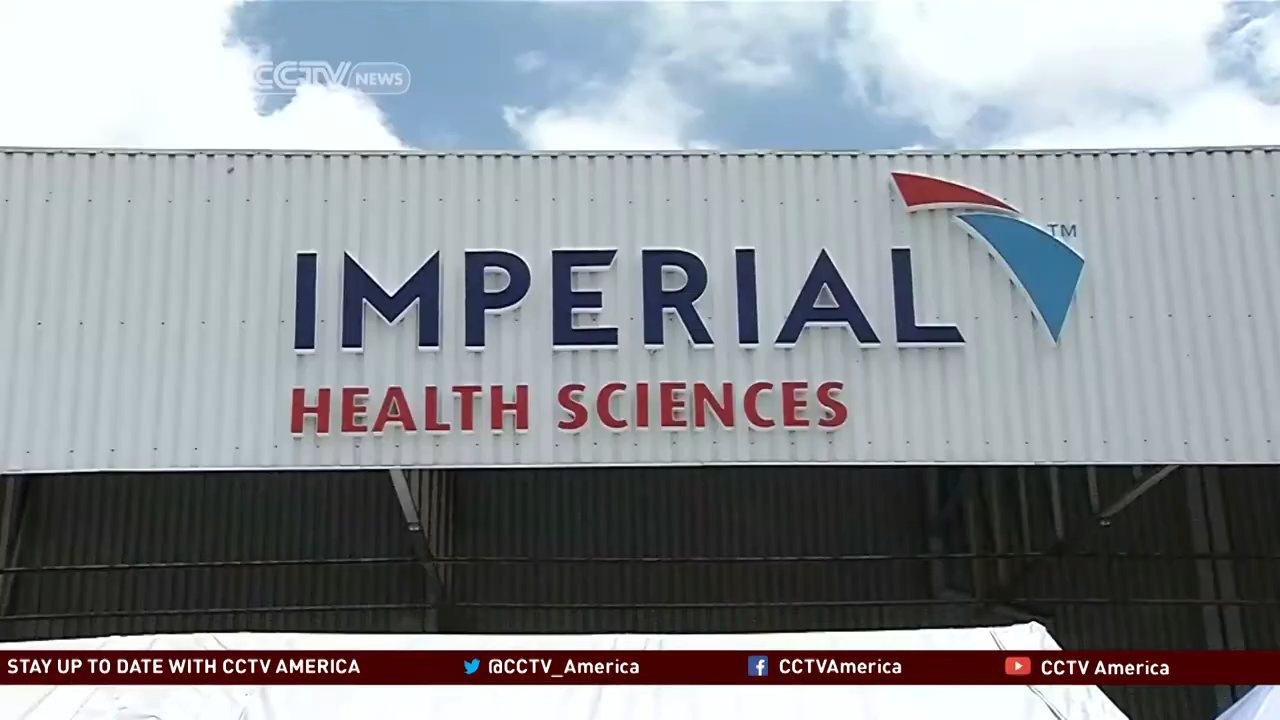 CCTV NEWS
IMPERIAL TM
HEALTH SCIENCES
STAY UP TO DATE WITH CCTV AMERICA @CCTV_America CCTVAmerica CCTV America